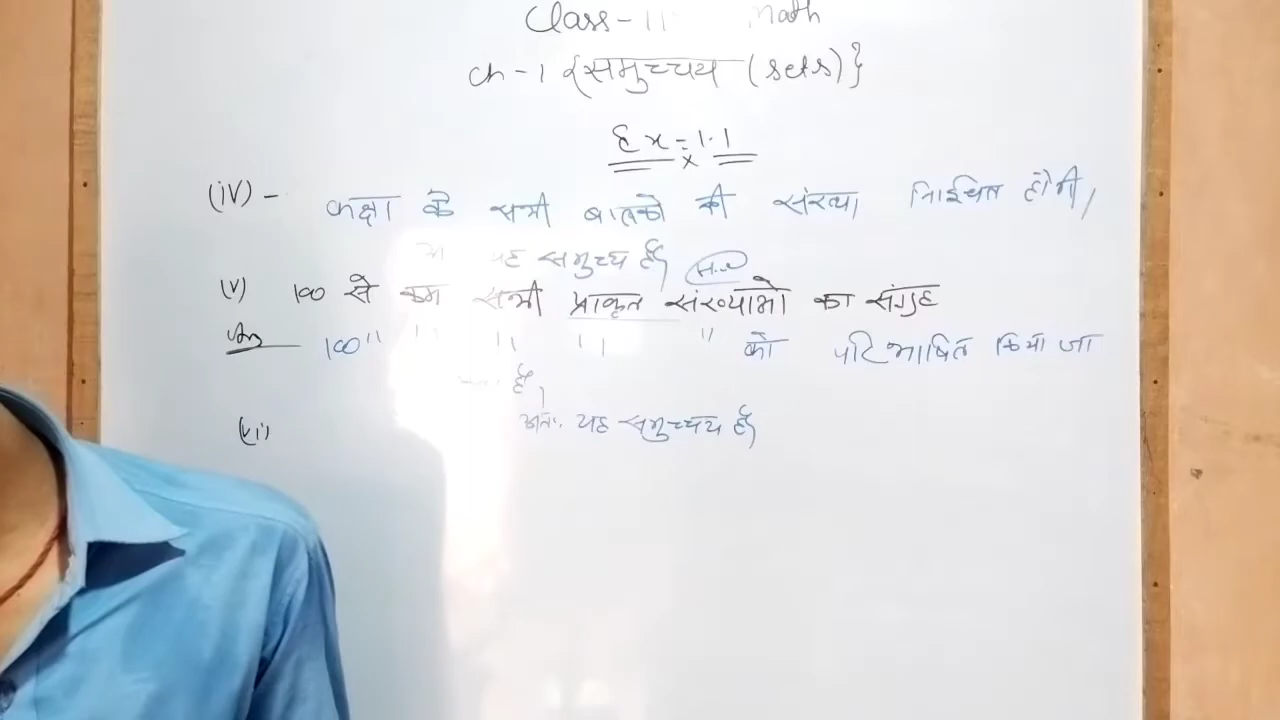 Class-11 Math
Ch-1 {समुच्चय (sets)}
Ex = 1.1
(iv) - कक्षा के सभी बालको की संख्या निश्चित होगी,
यह समुच्चय है,
(v) 100 से कम सभी प्राकृत संख्याओ का संग्रह
Ans 100 " " " " " को परिभाषित किया जा
है,
(vi) अतः यह समुच्चय है,